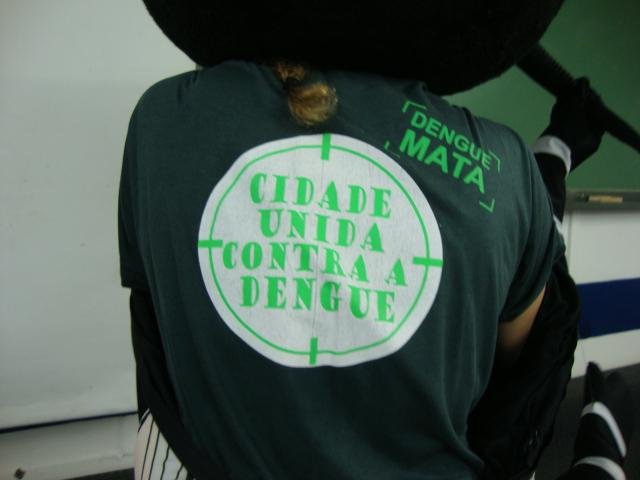 DENGUE
MATA
CIDADE
UNIDA
CONTRA A
DENGUE